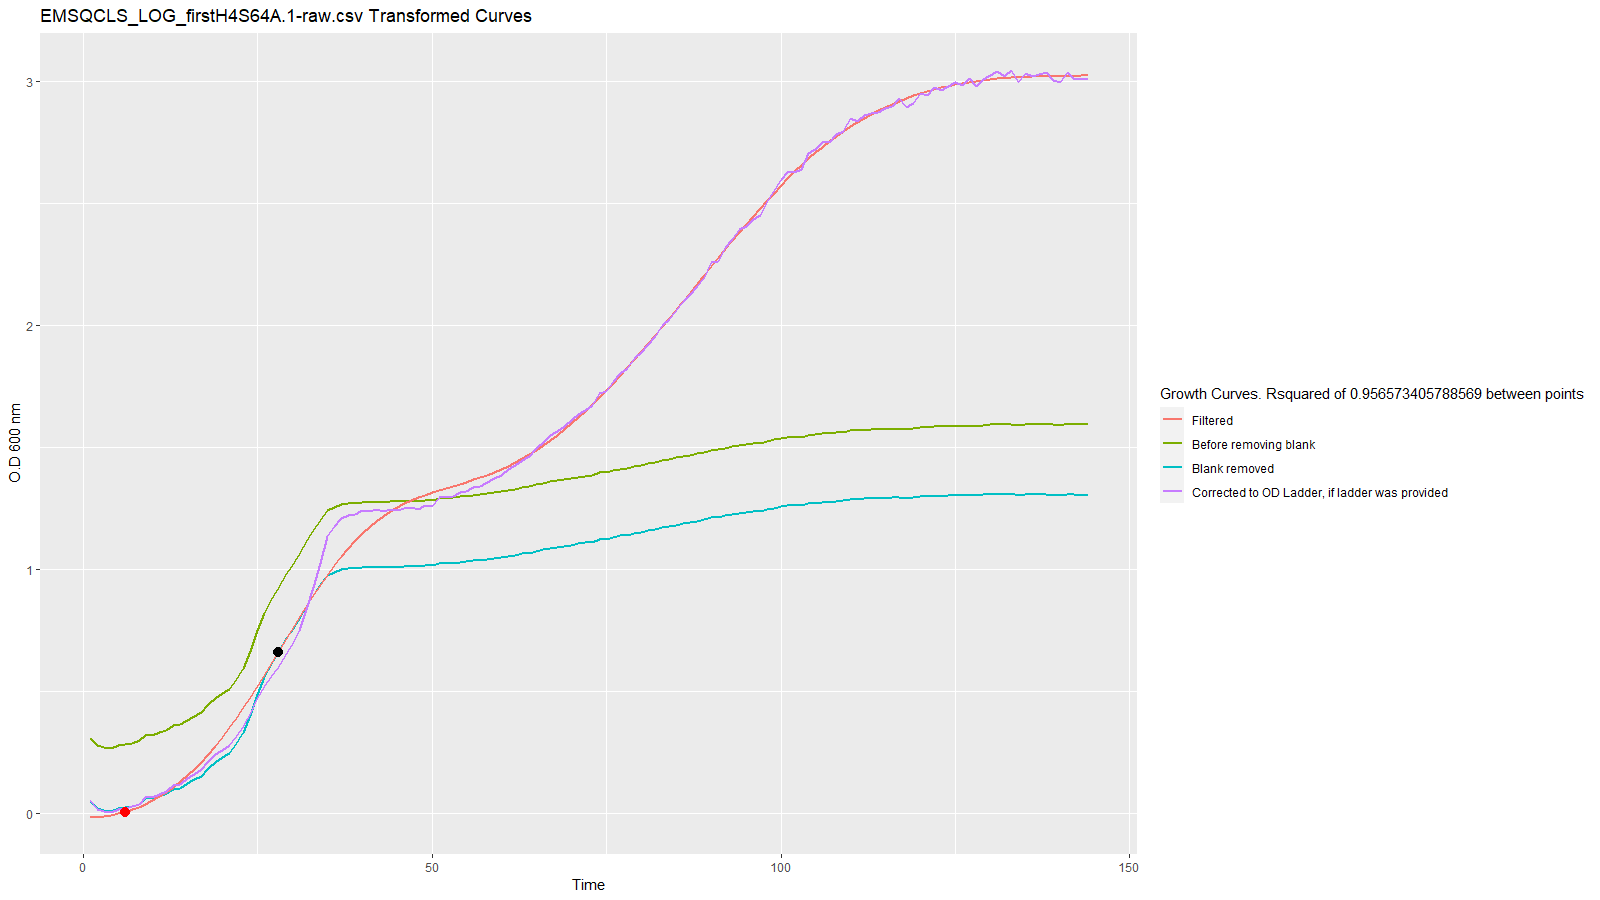 EMSQCLS_LOG_firstH4S64A.1-raw.csv Transformed Curves
3
2
1
0
O.D 600 nm
0
50
100
150
Time
Growth Curves. Rsquared of 0.956573405788569 between points
Filtered
Before removing blank
Blank removed
Corrected to OD Ladder, if ladder was provided